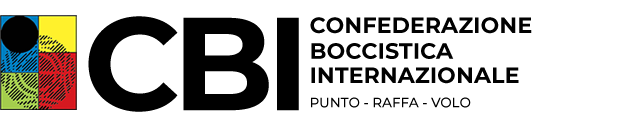 CBI
CONFEDERAZIONE
BOCCISTICA
INTERNAZIONALE
PUNTO - RAFFA - VOLO